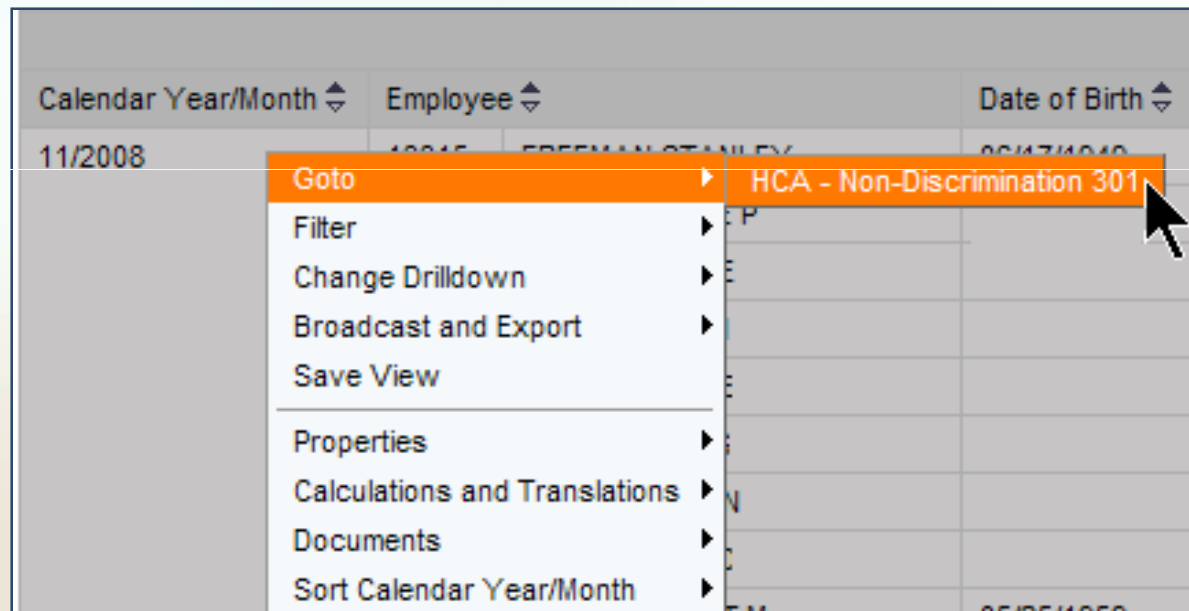 Calendar Year/Month Employee Date of Birth
11/2008
Goto HCA - Non-Discrimination 301
Filter
Change Drilldown
Broadcast and Export
Save View
Properties
Calculations and Translations
Documents
Sort Calendar Year/Month